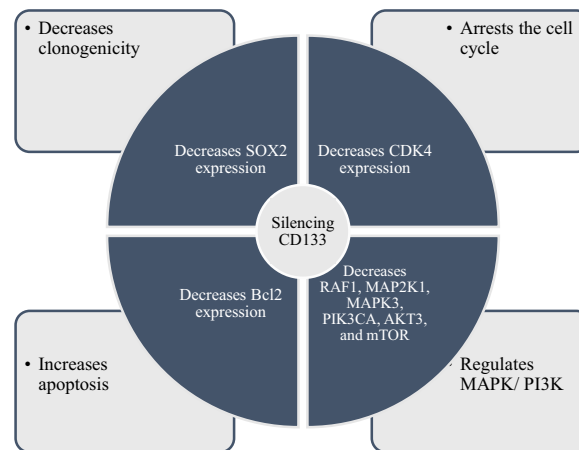 • Decreases
clonogenicity
• Arrests the cell
cycle
Decreases SOX2
expression
Decreases CDK4
expression
Silencing
CD133
Decreases Bcl2
expression
Decreases
RAF1, MAP2K1,
MAPK3,
PIK3CA, AKT3,
and mTOR
• Increases
apoptosis
• Regulates
MAPK/ PI3K